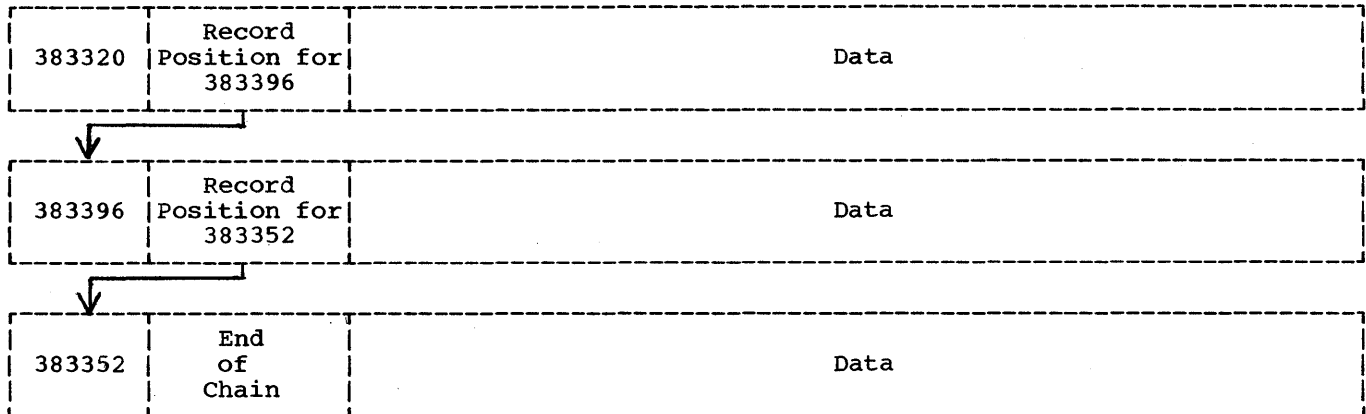 383320
Record
Position for
383396
Data
383396
Record
Position for
383352
Data
383352
End
of
Chain
Data